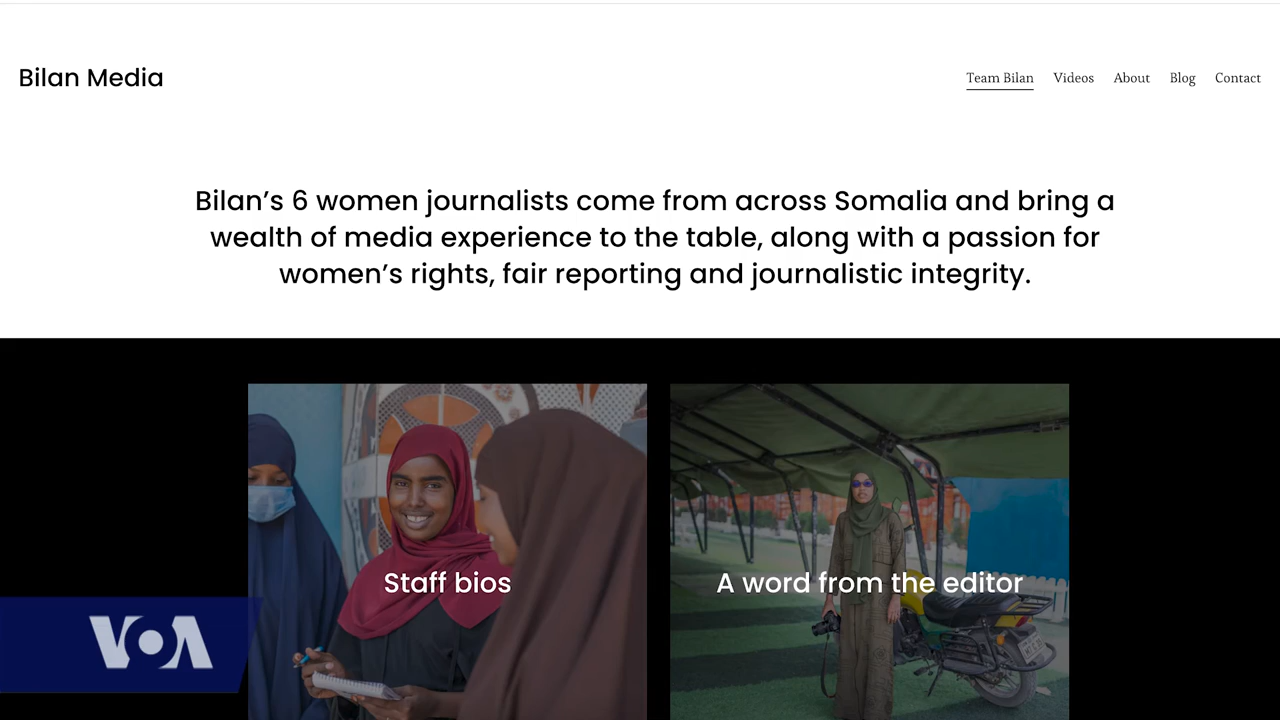 Bilan Media
Team Bilan Videos About Blog Contact
Bilan’s 6 women journalists come from across Somalia and bring a
wealth of media experience to the table, along with a passion for
women’s rights, fair reporting and journalistic integrity.
Staff bios
A word from the editor
VOA